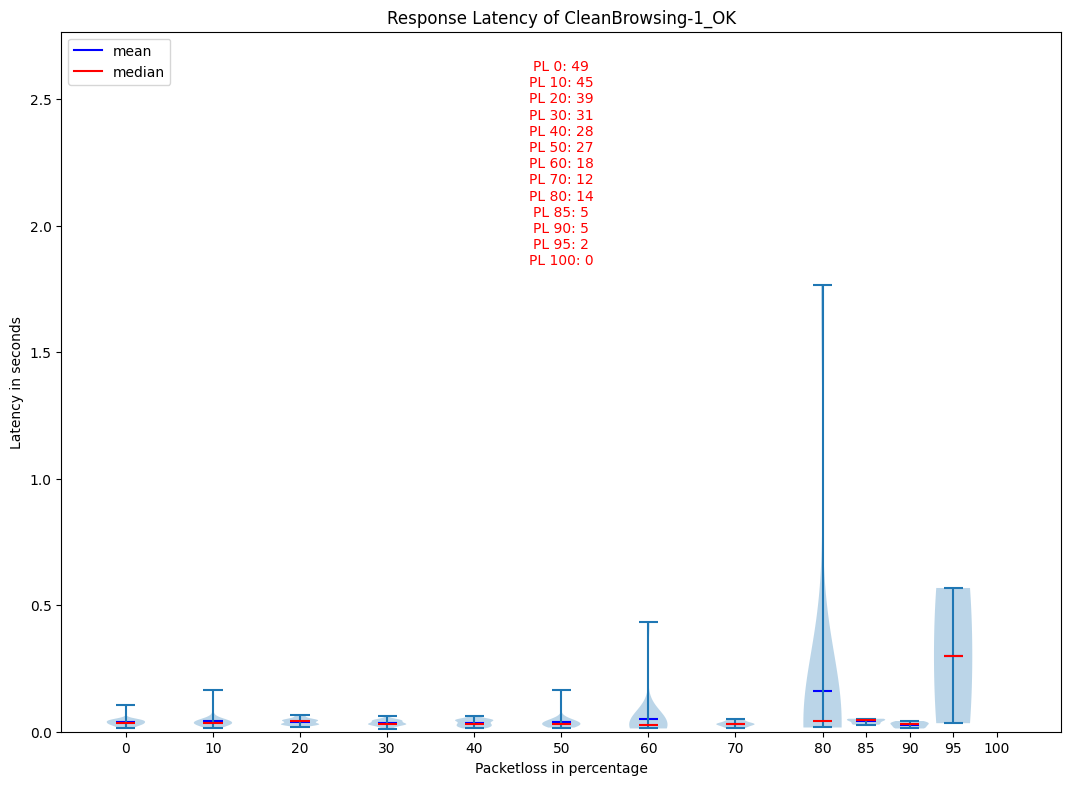 Response Latency of CleanBrowsing-1_OK
mean
median
PL 0: 49
PL 10: 45
PL 20: 39
PL 30: 31
PL 40: 28
PL 50: 27
PL 60: 18
PL 70: 12
PL 80: 14
PL 85: 5
PL 90: 5
PL 95: 2
PL 100: 0
Latency in seconds
2.5
2.0
1.5
1.0
0.5
0.0
0 10 20 30 40 50 60 70 80 85 90 95 100
Packetloss in percentage